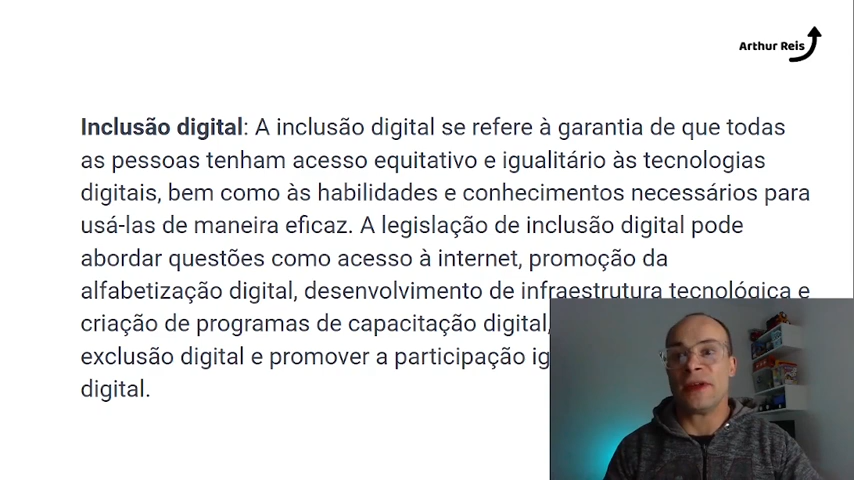 Arthur Reis
Inclusão digital: A inclusão digital se refere à garantia de que todas
as pessoas tenham acesso equitativo e igualitário às tecnologias
digitais, bem como às habilidades e conhecimentos necessários para
usá-las de maneira eficaz. A legislação de inclusão digital pode
abordar questões como acesso à internet, promoção da
alfabetização digital, desenvolvimento de infraestrutura tecnológica e
criação de programas de capacitação digital,
exclusão digital e promover a participação
digital.